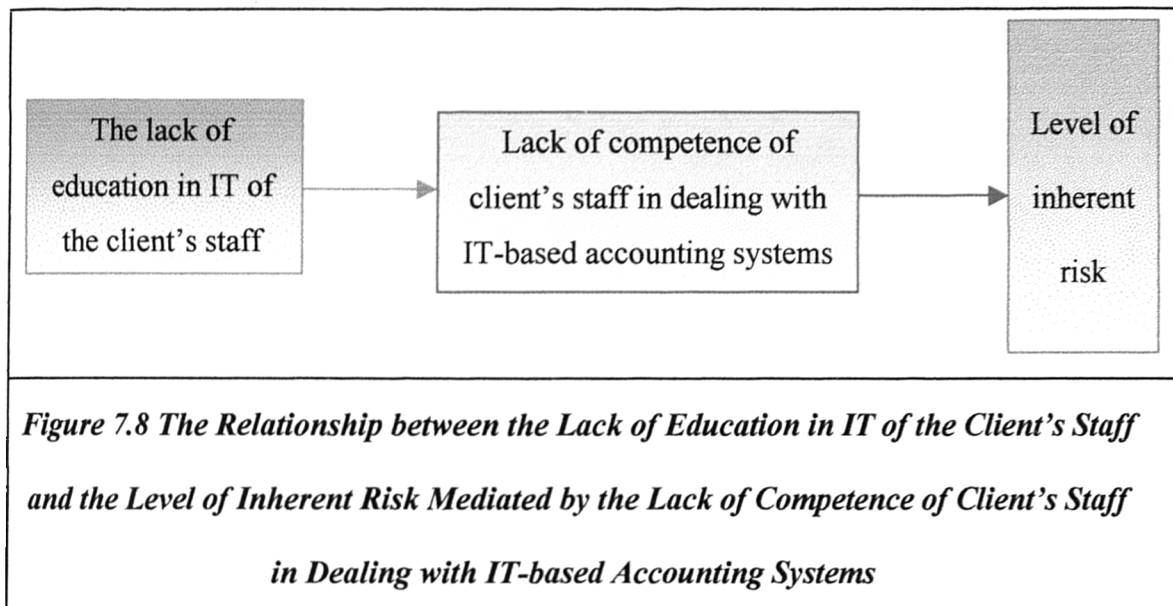 The lack of
education in IT of
the client's staff
Lack of competence of
client's staff in dealing with
IT-based accounting systems
Level of
inherent
risk
Figure 7.8 The Relationship between the Lack of Education in IT of the Client's Staff
and the Level of Inherent Risk Mediated by the Lack of Competence of Client's Staff
in Dealing with IT-based Accounting Systems